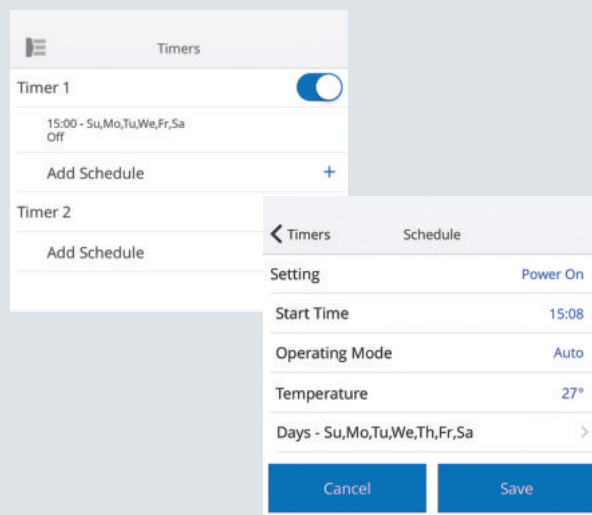 Timers
Timer 1
15:00 - Su,Mo,Tu,We,Fr,Sa
Off
Add Schedule +
Timer 2
Add Schedule
Timers Schedule
Setting Power On
Start Time 15:08
Operating Mode Auto
Temperature 27°
Days - Su,Mo,Tu,We,Th,Fr,Sa
Cancel Save